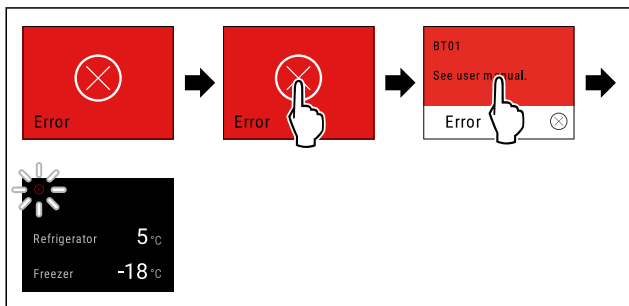 Error
Error
BT01
See user manual.
Error
Refrigerator 5°C
Freezer -18°C